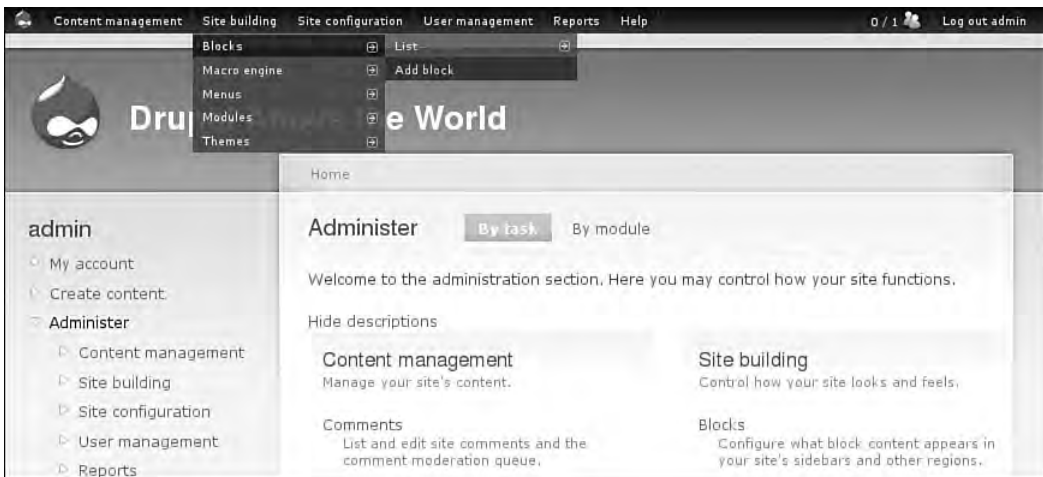 Content management Site building Site configuration User management Reports Help 0 / 1 Log out admin
Blocks List
Macro engine Add block
Menus
Modules
Themes
e World
Home
admin
My account
Create content
Administer
Content management
Site building
Site configuration
User management
Reports
Administer By task By module
Welcome to the administration section. Here you may control how your site functions.
Hide descriptions
Content management
Manage your site's content.
Comments
List and edit site comments and the
comment moderation queue.
Site building
Control how your site looks and feels.
Blocks
Configure what block content appears in
your site's sidebars and other regions.